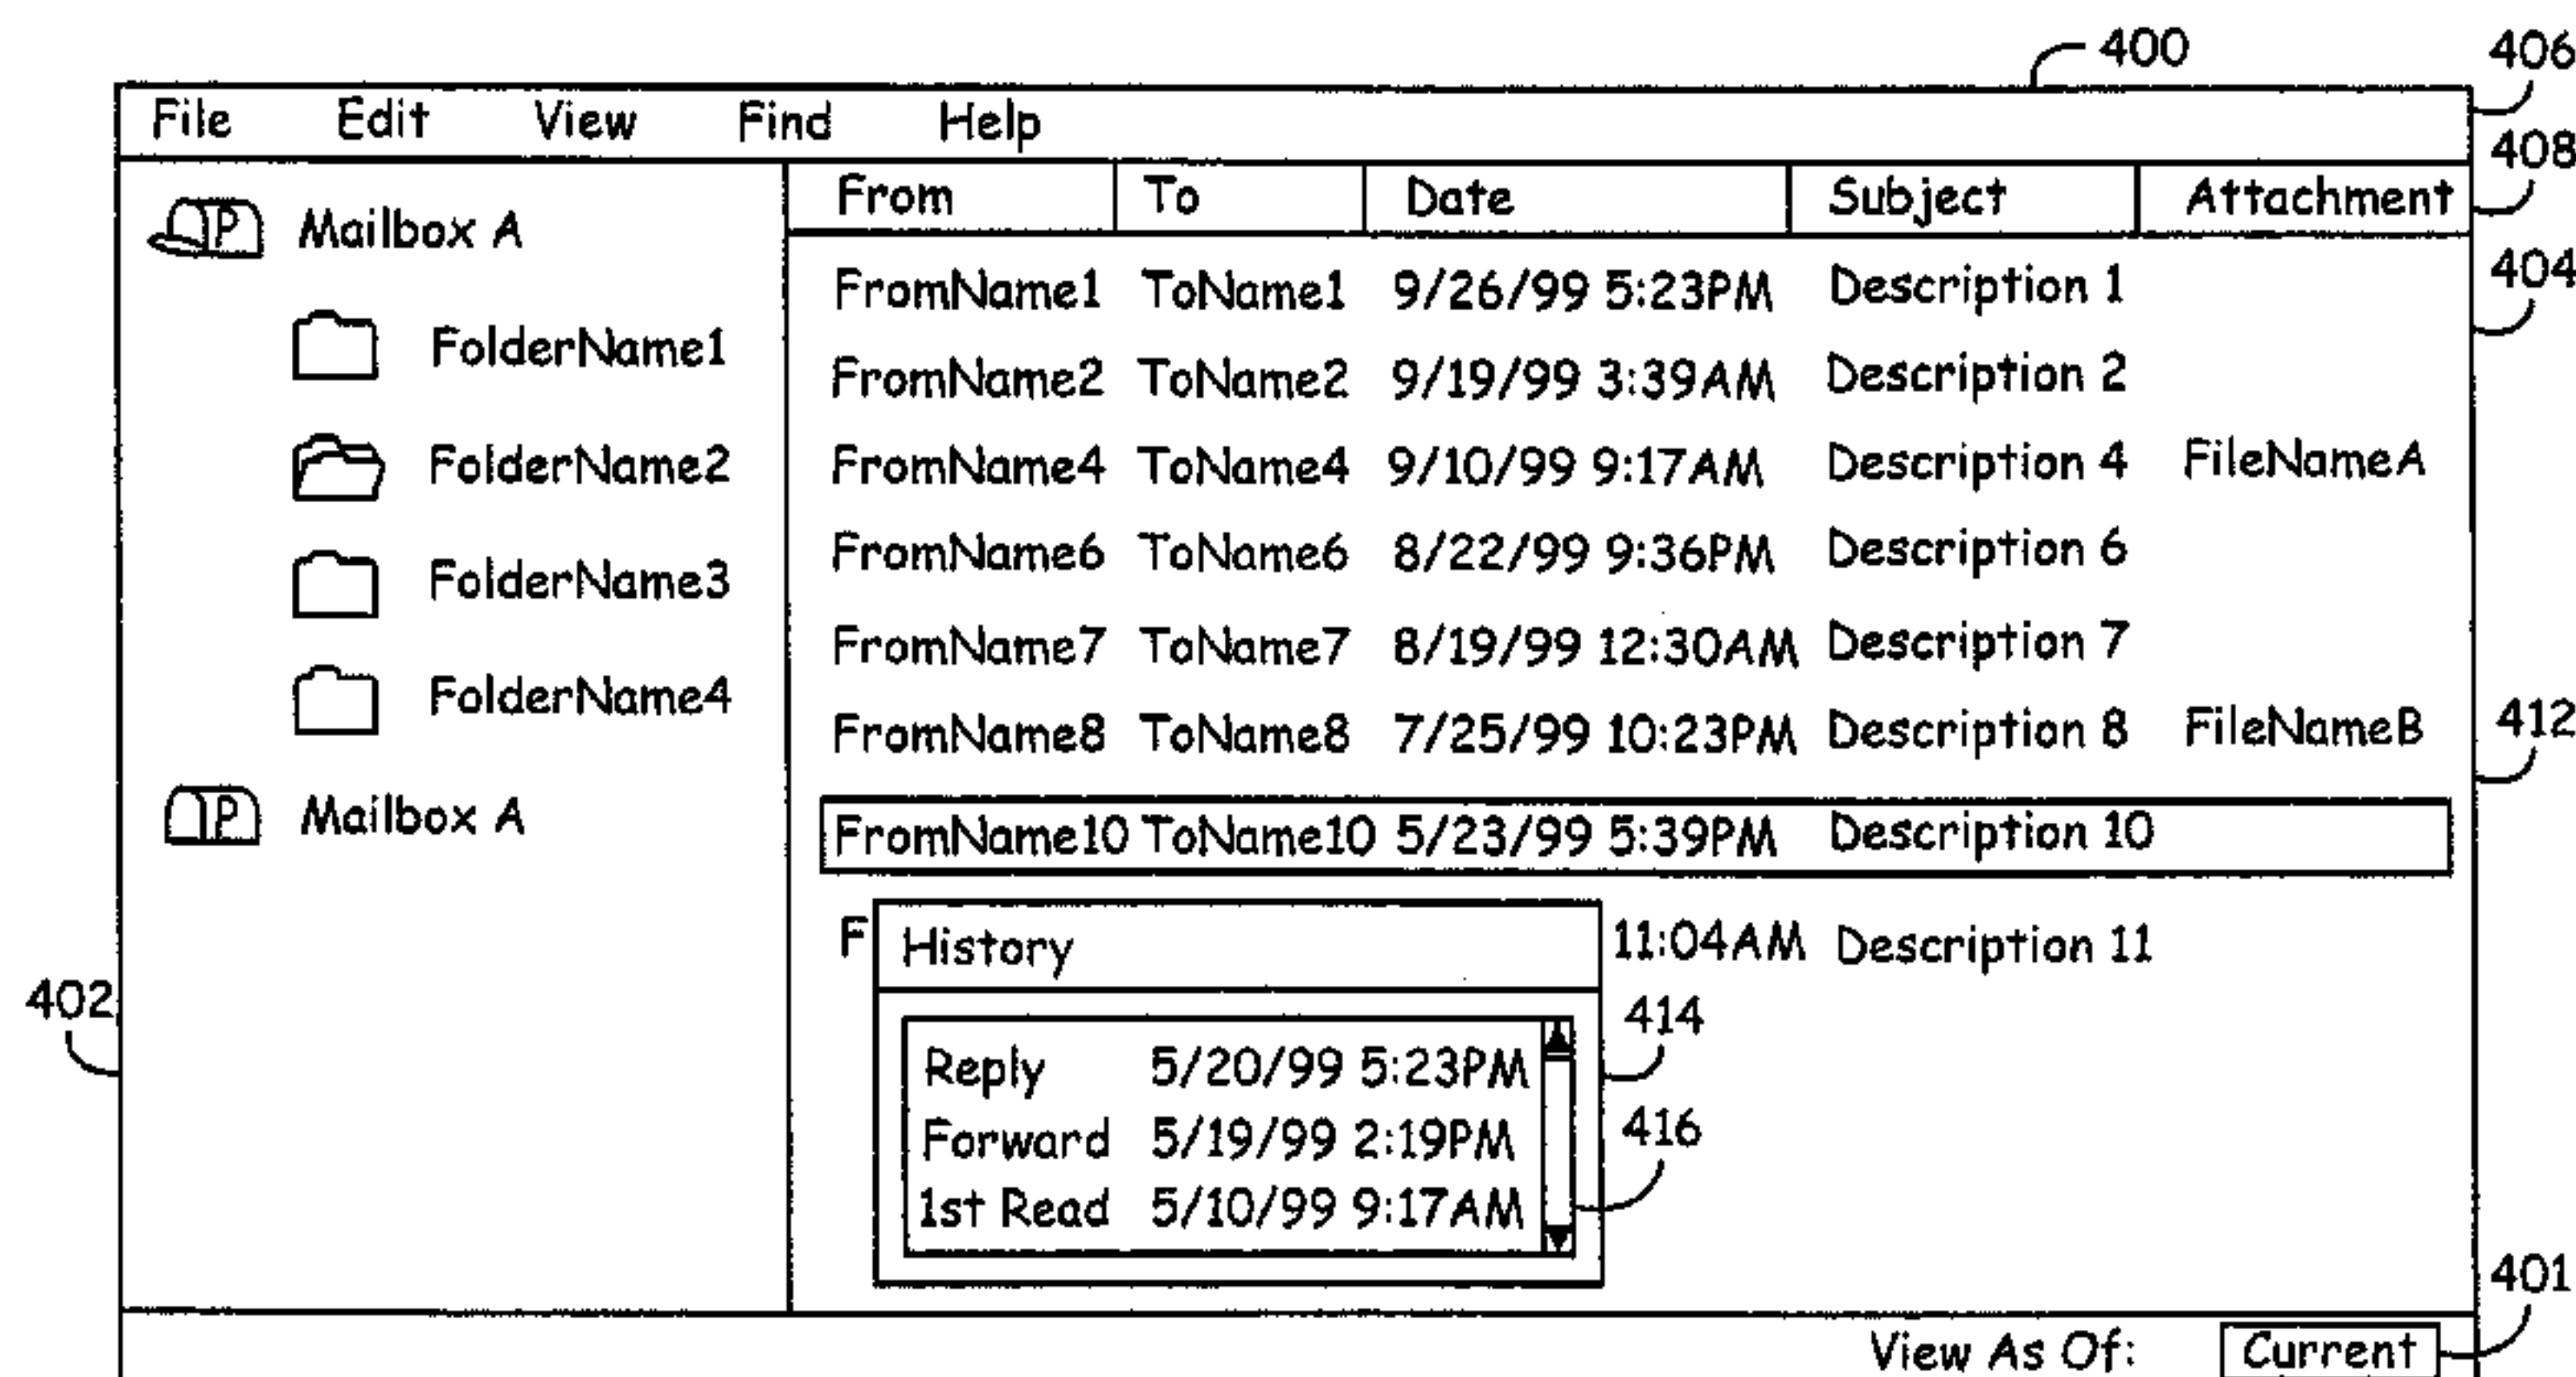 400
406
File Edit View Find Help
408
From To Date Subject Attachment
Mailbox A
404
FromName1 ToName1 9/26/99 5:23PM Description 1
FolderName1
FromName2 ToName2 9/19/99 3:39AM Description 2
FolderName2
FromName4 ToName4 9/10/99 9:17AM Description 4 FileNameA
FromName6 ToName6 8/22/99 9:36PM Description 6
FolderName3
FromName7 ToName7 8/19/99 12:30AM Description 7
FolderName4
FromName8 ToName8 7/25/99 10:23PM Description 8 FileNameB
412
Mailbox A
FromName10 ToName10 5/23/99 5:39PM Description 10
F 11:04AM Description 11
History
402
414
Reply 5/20/99 5:23PM
416
Forward 5/19/99 2:19PM
1st Read 5/10/99 9:17AM
401
View As Of: Current